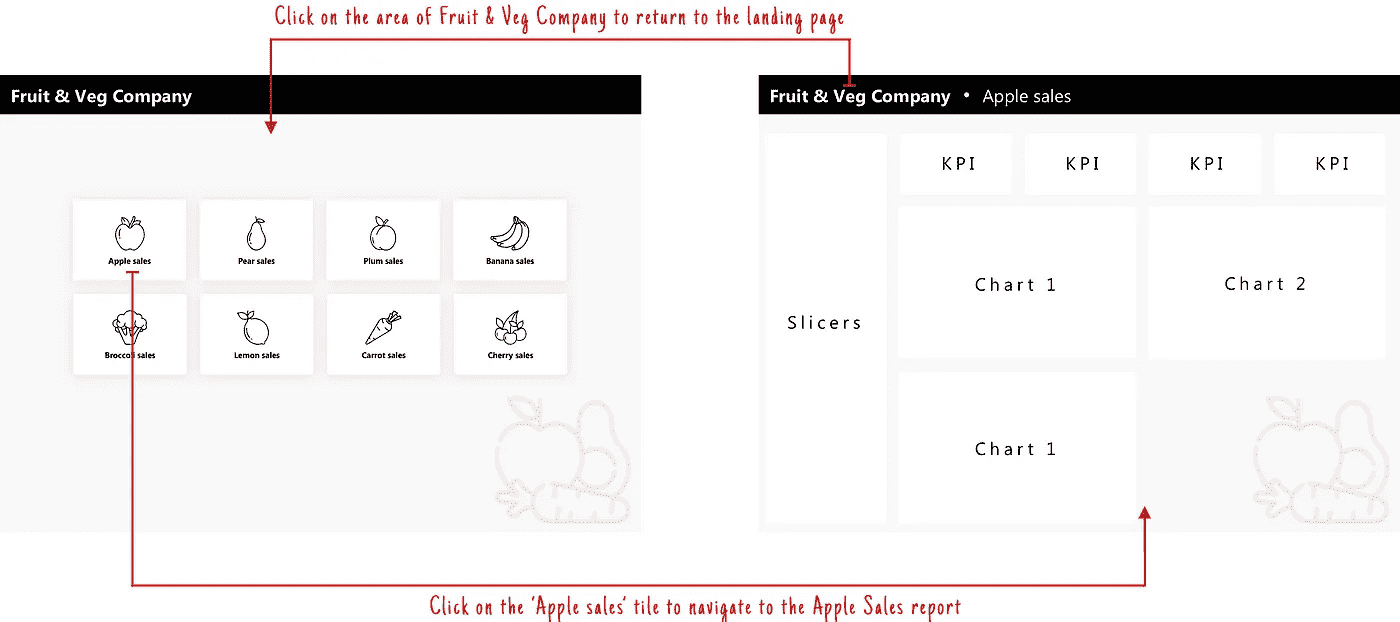 Click on the area of Fruit & Veg Company to return to the landing page
Fruit & Veg Company
Apple sales
Pear sales
Plum sales
Banana sales
Broccoli sales
Lemon sales
Carrot sales
Cherry sales
Fruit & Veg Company • Apple sales
KPI
KPI
KPI
KPI
Slicers
Chart 1
Chart 2
Chart 1
Click on the 'Apple sales' tile to navigate to the Apple Sales report